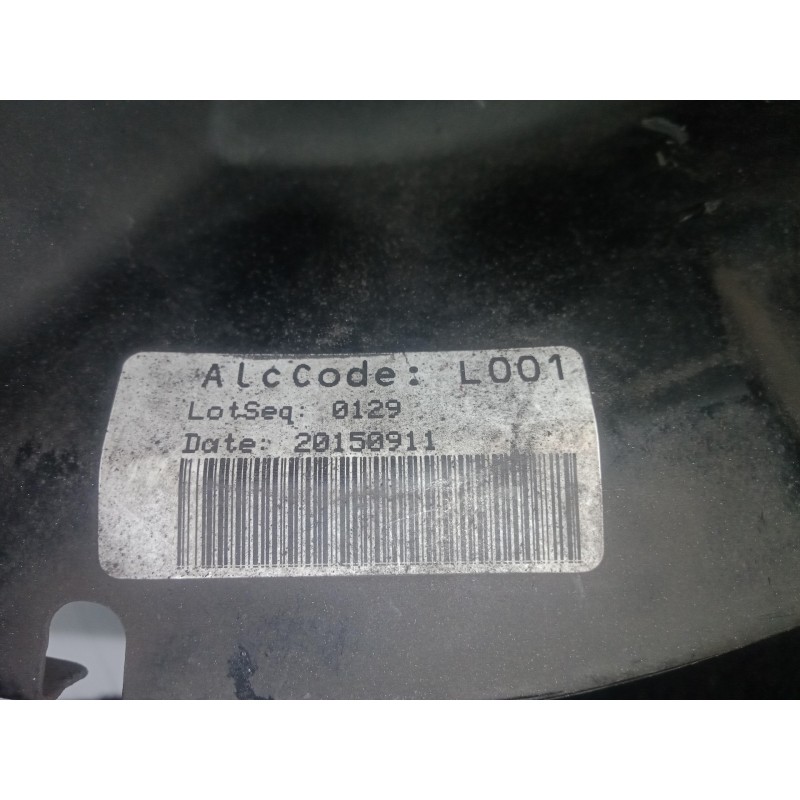 AlcCode: L001
LotSeq: 0129
Date: 20150911